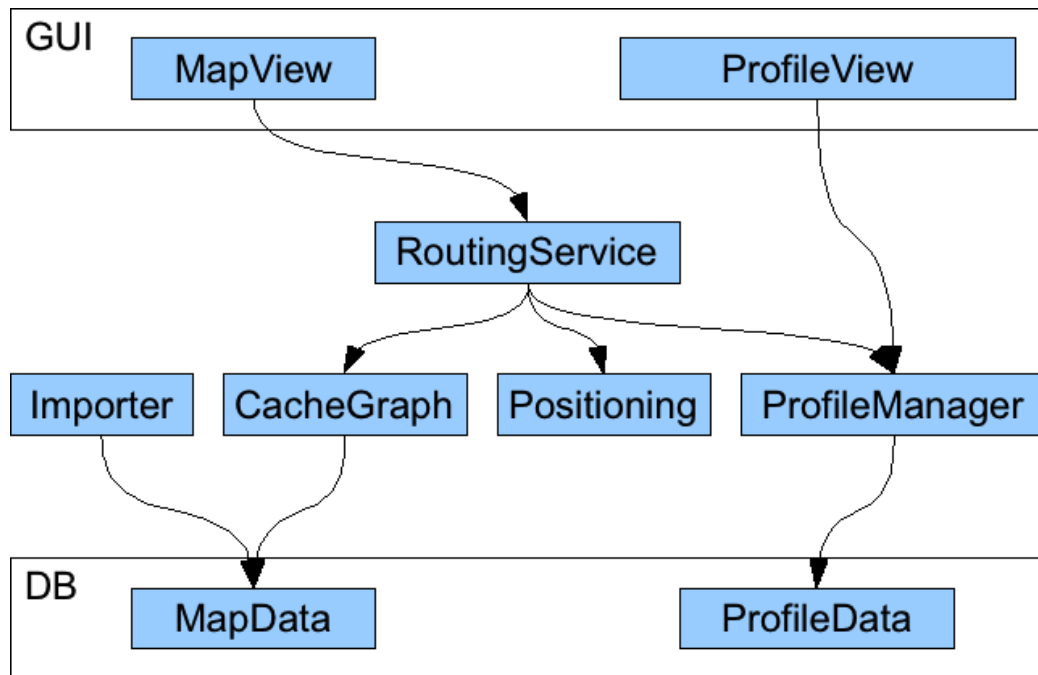 GUI
MapView
ProfileView
RoutingService
Importer
CacheGraph
Positioning
ProfileManager
DB
MapData
ProfileData